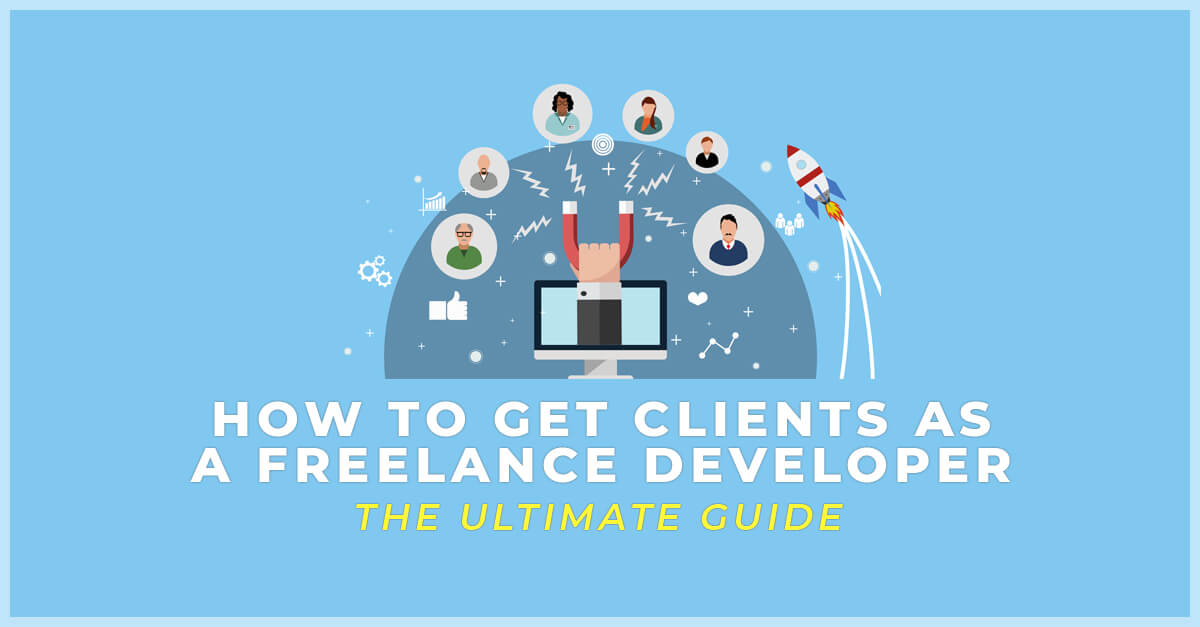 HOW TO GET CLIENTS AS
A FREELANCE DEVELOPER
THE ULTIMATE GUIDE